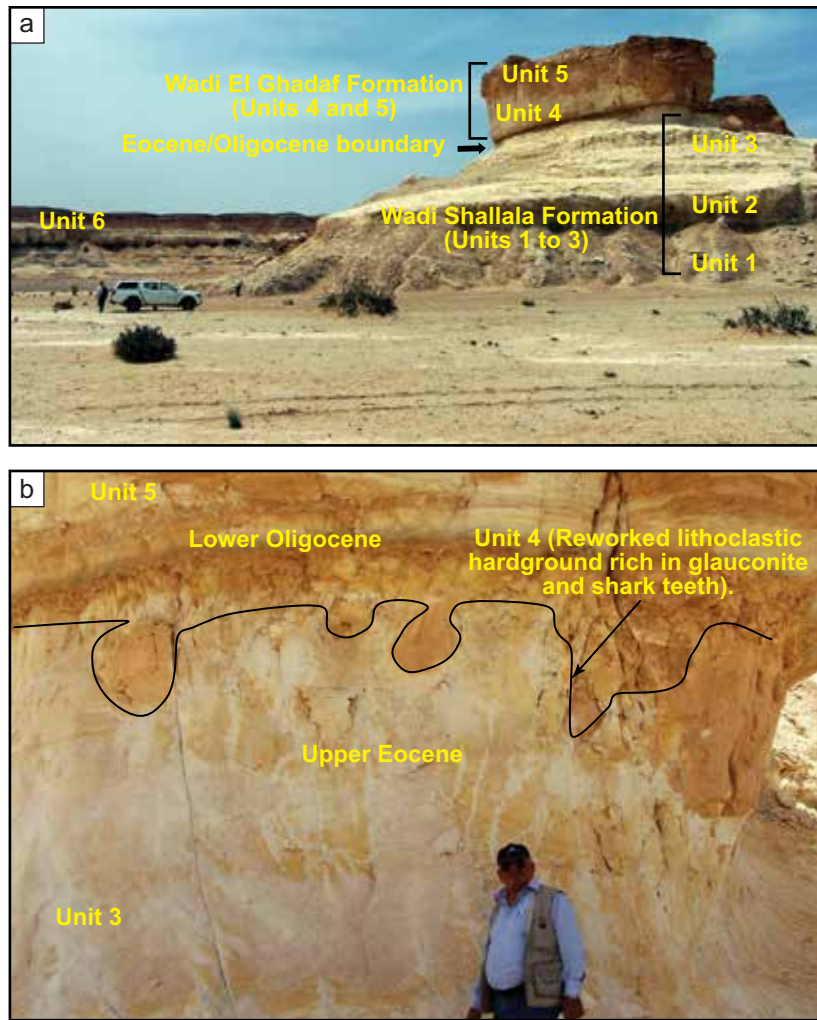 a
Wadi El Ghadaf Formation
(Units 4 and 5)
Unit 5
Unit 4
Eocene/Oligocene boundary
Unit 3
Unit 6
Wadi Shallala Formation
(Units 1 to 3)
Unit 2
Unit 1
b
Unit 5
Lower Oligocene
Unit 4 (Reworked lithoclastic
hardground rich in glauconite
and shark teeth).
Upper Eocene
Unit 3